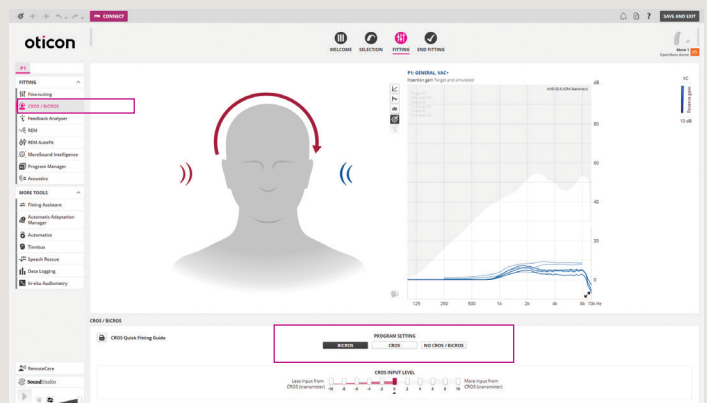 CONNECT
SAVE AND EXIT
oticon
WELCOME SELECTION FITTING END FITTING
More 1
P1
FITTING
Fine-tuning
CROS / BiCROS
Feedback Analyser
REM
REM AutoFit
MoreSound Intelligence
Program Manager
Acoustics
MORE TOOLS
Fitting Assistant
Automatic Adaptation
Manager
Automatics
Tinnitus
Speech Rescue
Data Logging
In-situ Audiometry
RemoteCare
SoundStudio
P1: GENERAL, VAC+
Insertion gain Target and simulated
dB
80
60
40
20
0
125 250 500 1k 2k 4k 8k 10k Hz
VC
10 dB
CROS / BiCROS
CROS Quick Fitting Guide
PROGRAM SETTING
BiCROS CROS NO CROS / BiCROS
CROS INPUT LEVEL
Less input from
CROS (transmitter)
-10 -8 -6 -4 -2 0 2 4 6 8 10
More input from
CROS (transmitter)